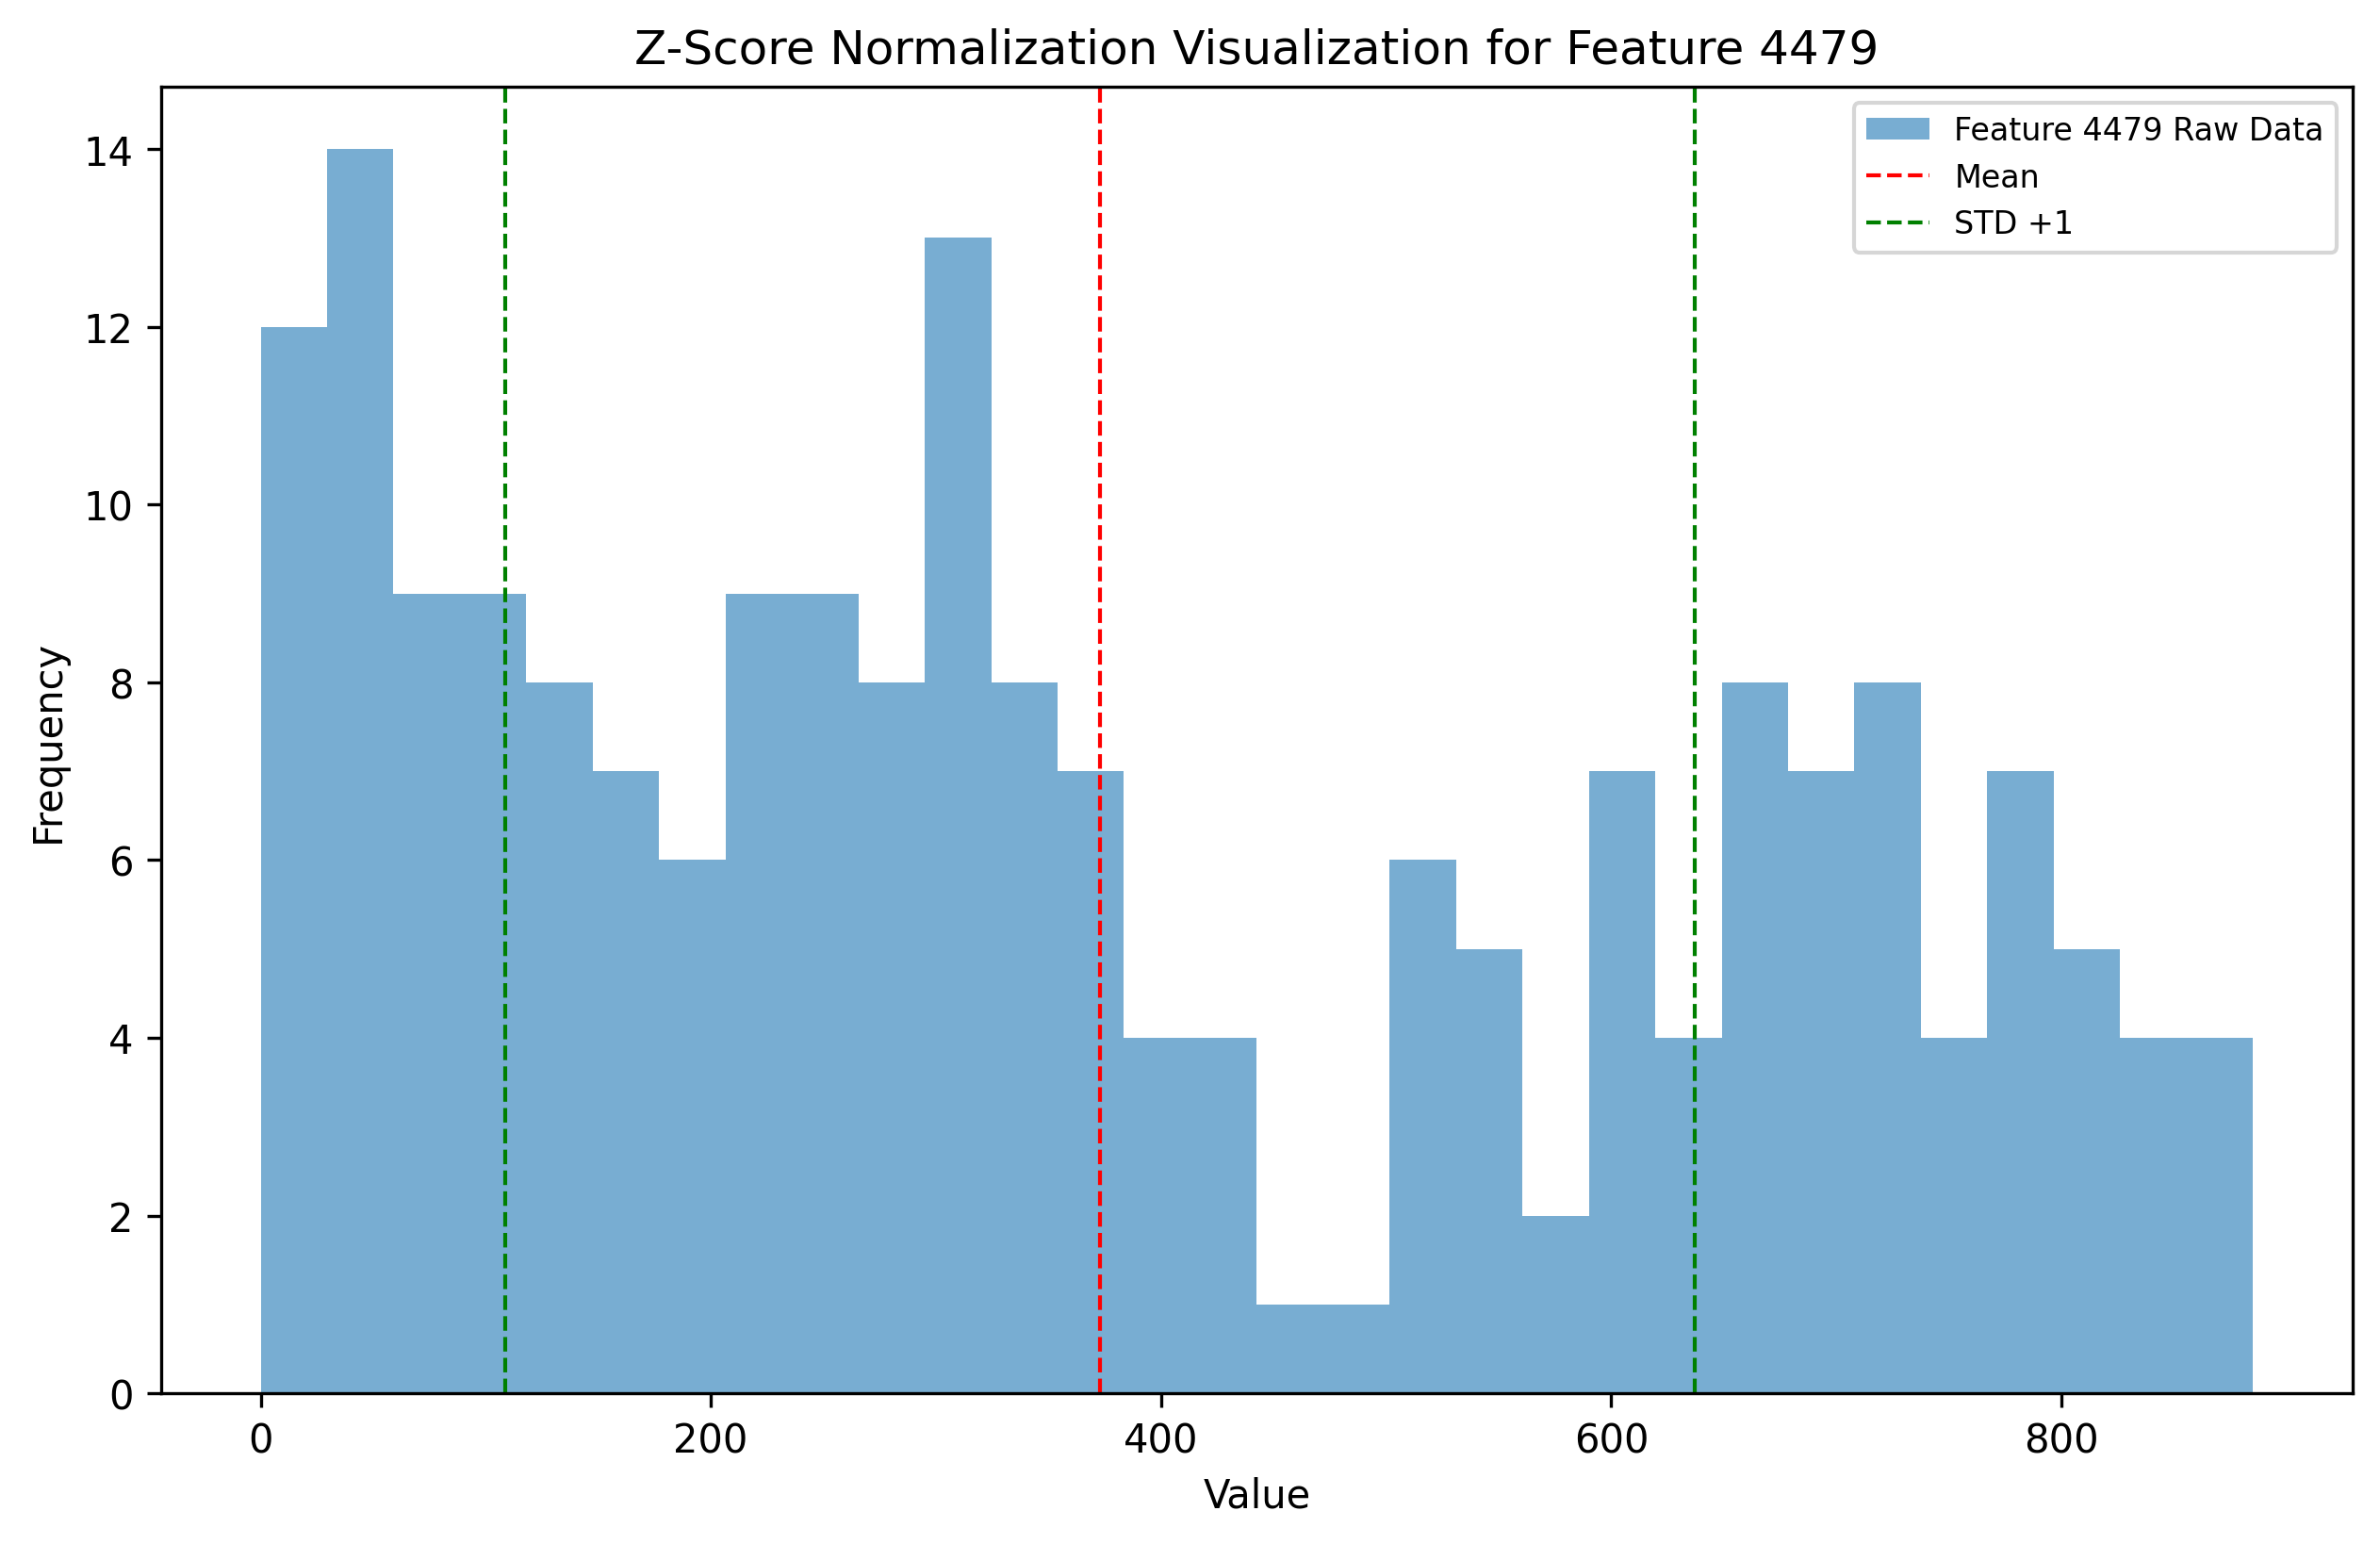 Z-Score Normalization Visualization for Feature 4479
Feature 4479 Raw Data
Mean
STD +1
14
12
10
8
6
4
2
0
Frequency
0 200 400 600 800
Value